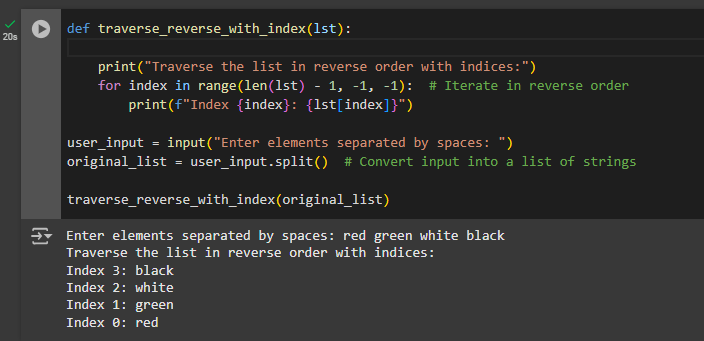 20s
def traverse_reverse_with_index(lst):
    print("Traverse the list in reverse order with indices:")
    for index in range(len(lst) - 1, -1, -1):  # Iterate in reverse order
        print(f"Index {index}: {lst[index]}")
user_input = input("Enter elements separated by spaces: ")
original_list = user_input.split()  # Convert input into a list of strings
traverse_reverse_with_index(original_list)
Enter elements separated by spaces: red green white black
Traverse the list in reverse order with indices:
Index 3: black
Index 2: white
Index 1: green
Index 0: red